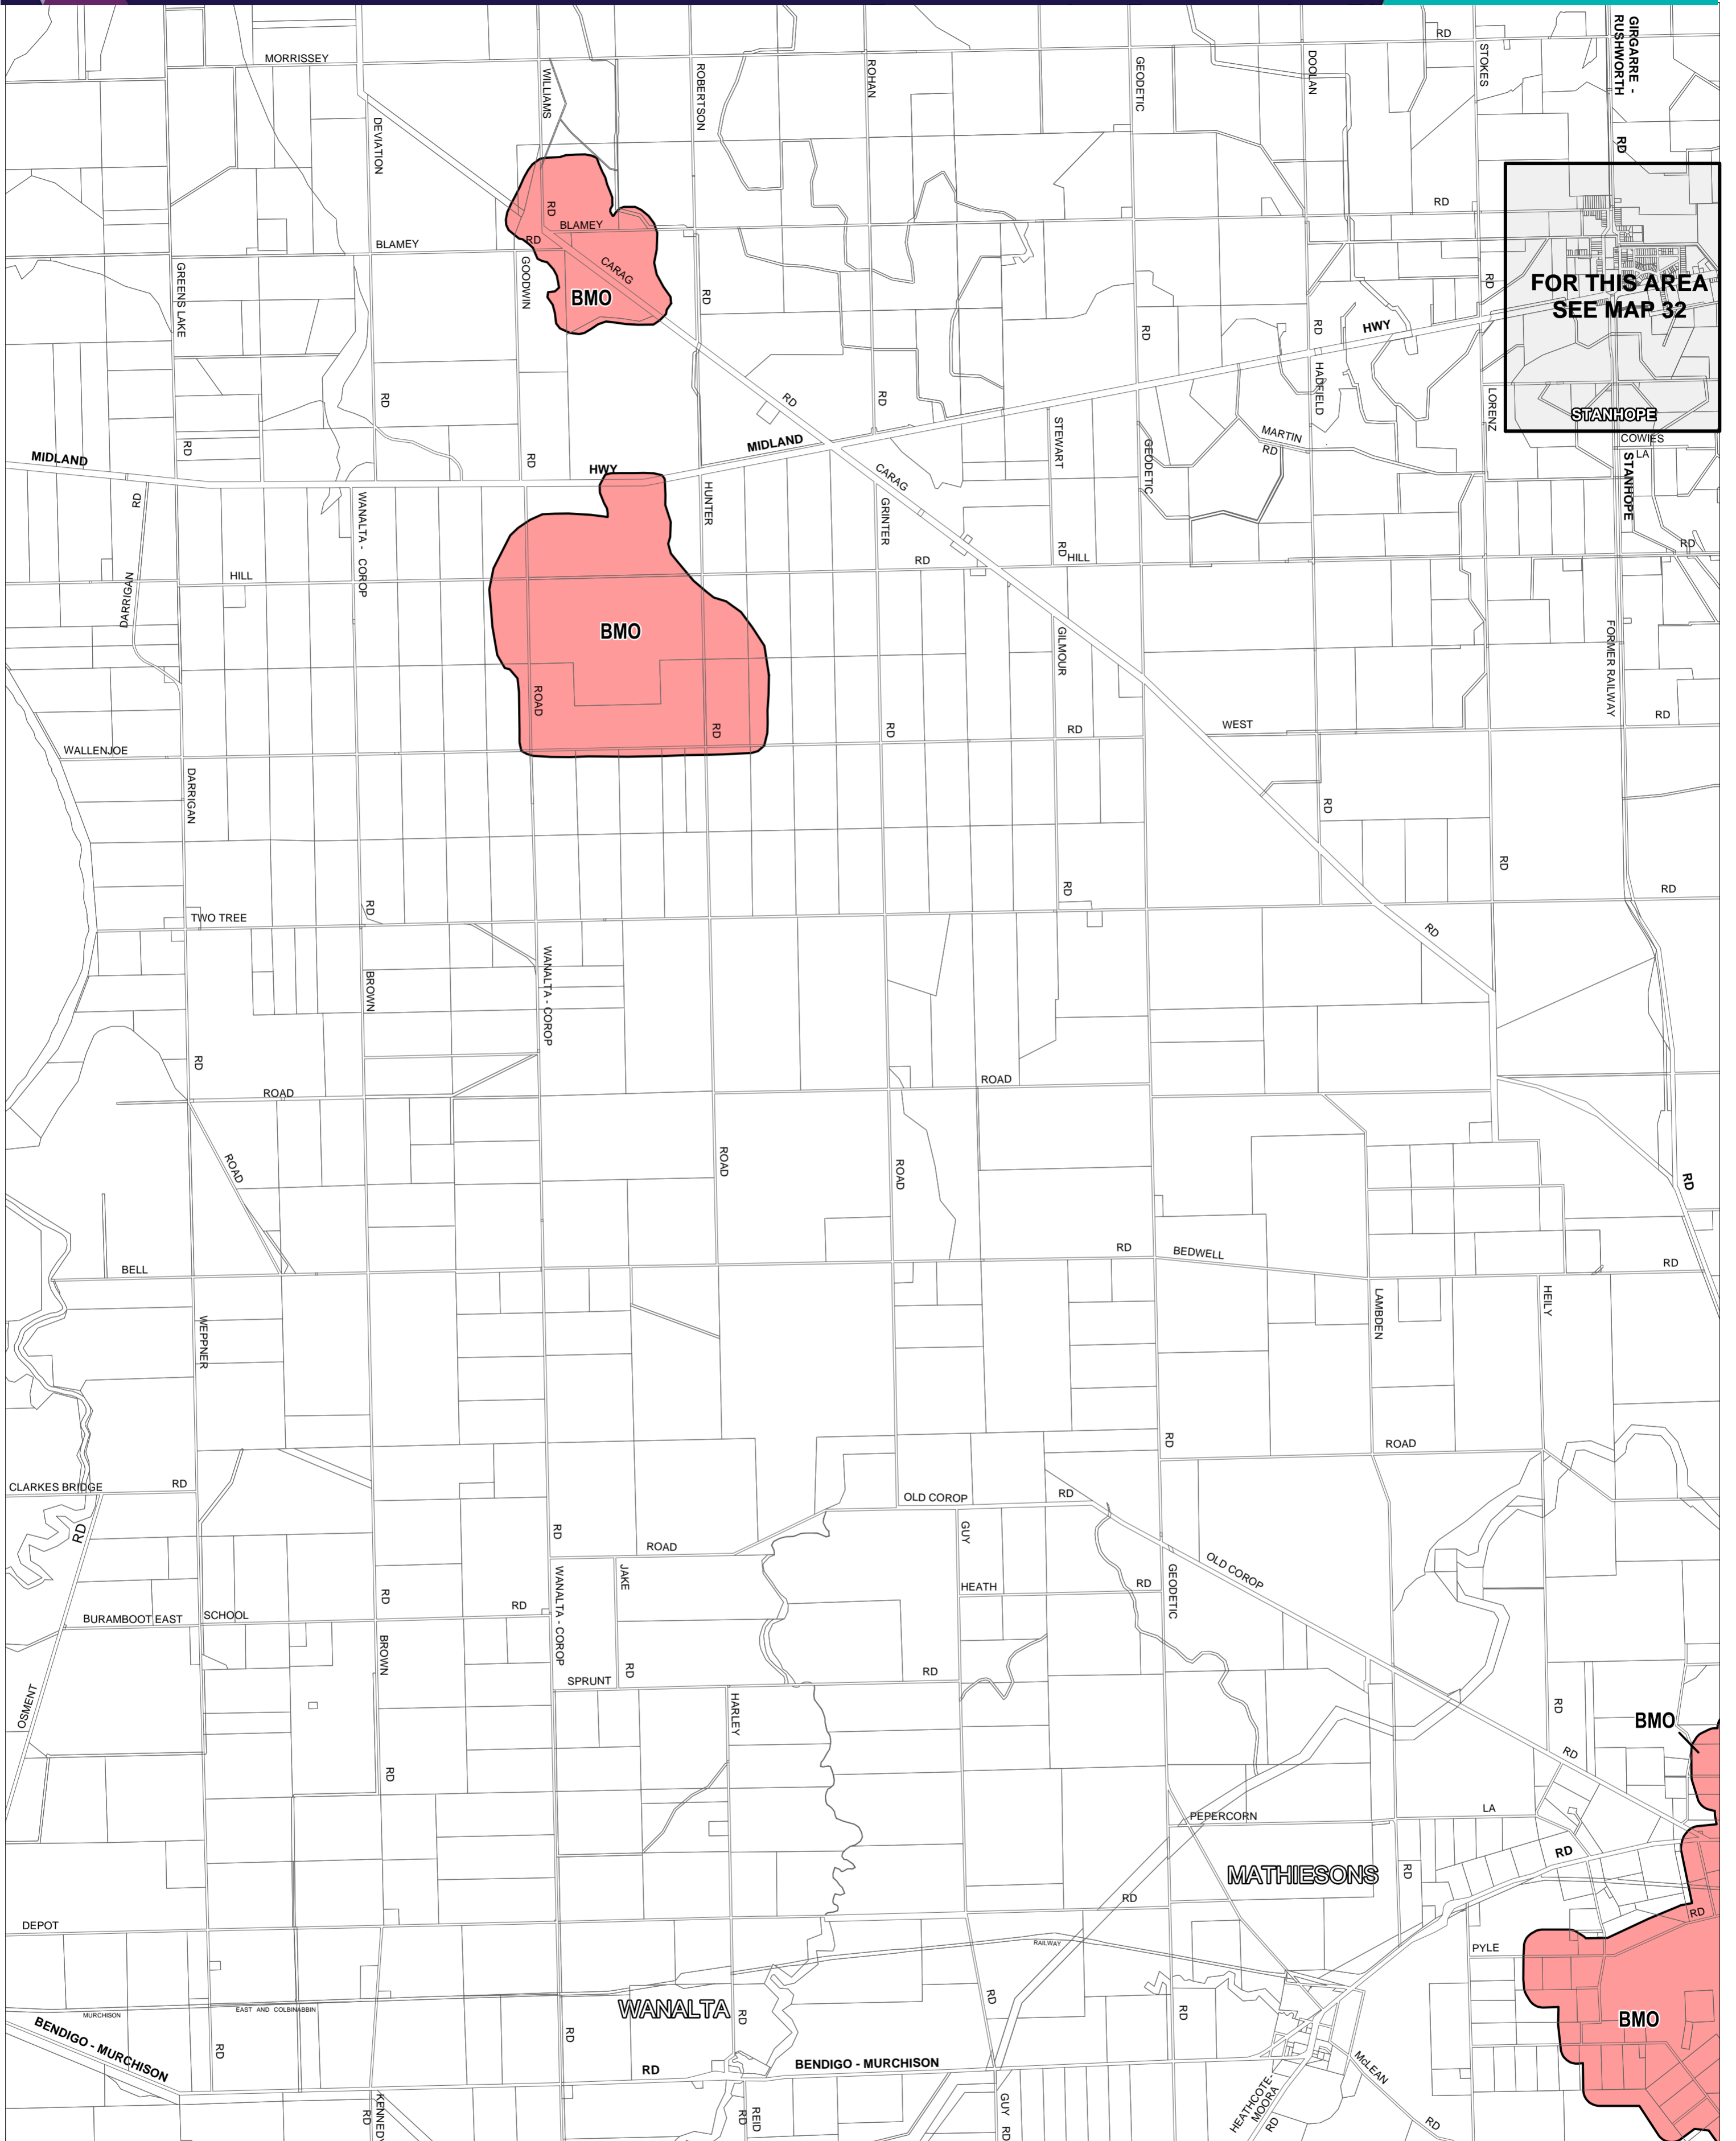 MORRISSEY
RD
GIRGARRE -
RUSHWORTH
RD
WILLIAMS
ROBERTSON
ROHAN
GEODETIC
DOOLAN
STOKES
DEVIATION
RD
BLAMEY
RD
BLAMEY
RD
CARAG
BMO
GREENS LAKE
GOODWIN
RD
RD
RD
RD
HWY
FOR THIS AREA
SEE MAP 32
STANHOPE
HADFIELD
LORENZ
COWIES
LA
STANHOPE
RD
RD
RD
RD
RD
MIDLAND
HWY
MIDLAND
STEWART
MARTIN
RD
GEODETIC
CARAG
RD
WANALTA - COROP
HUNTER
GRINTER
RD
RD
HILL
RD
HILL
DARRIGAN
BMO
GILMOUR
FORMER RAILWAY
ROAD
RD
RD
RD
WEST
RD
WALLENJOE
DARRIGAN
RD
RD
RD
RD
RD
TWO TREE
RD
BROWN
WANALTA - COROP
RD
ROAD
ROAD
ROAD
ROAD
ROAD
RD
BELL
RD
BEDWELL
RD
WEPPNER
LAMBDEN
HEILY
RD
ROAD
CLARKES BRIDGE
RD
RD
OLD COROP
RD
GUY
RD
ROAD
JAKE
HEATH
RD
GEODETIC
OLD COROP
RD
WANALTA - COROP
BURAMBOOT EAST
SCHOOL
RD
BROWN
SPRUNT
RD
RD
OSMENT
HARLEY
RD
BMO
RD
RD
PEPERCORN
LA
MATHIESONS
RD
RD
RD
RD
DEPOT
RAILWAY
PYLE
MURCHISON
EAST AND COLBINABBIN
WANALTA
RD
RD
RD
BMO
BENDIGO - MURCHISON
RD
RD
RD
BENDIGO - MURCHISON
McLEAN
HEATHCOTE-
MOORA
RD
RD
KENNEDY
RD
REID
RD
GUY RD